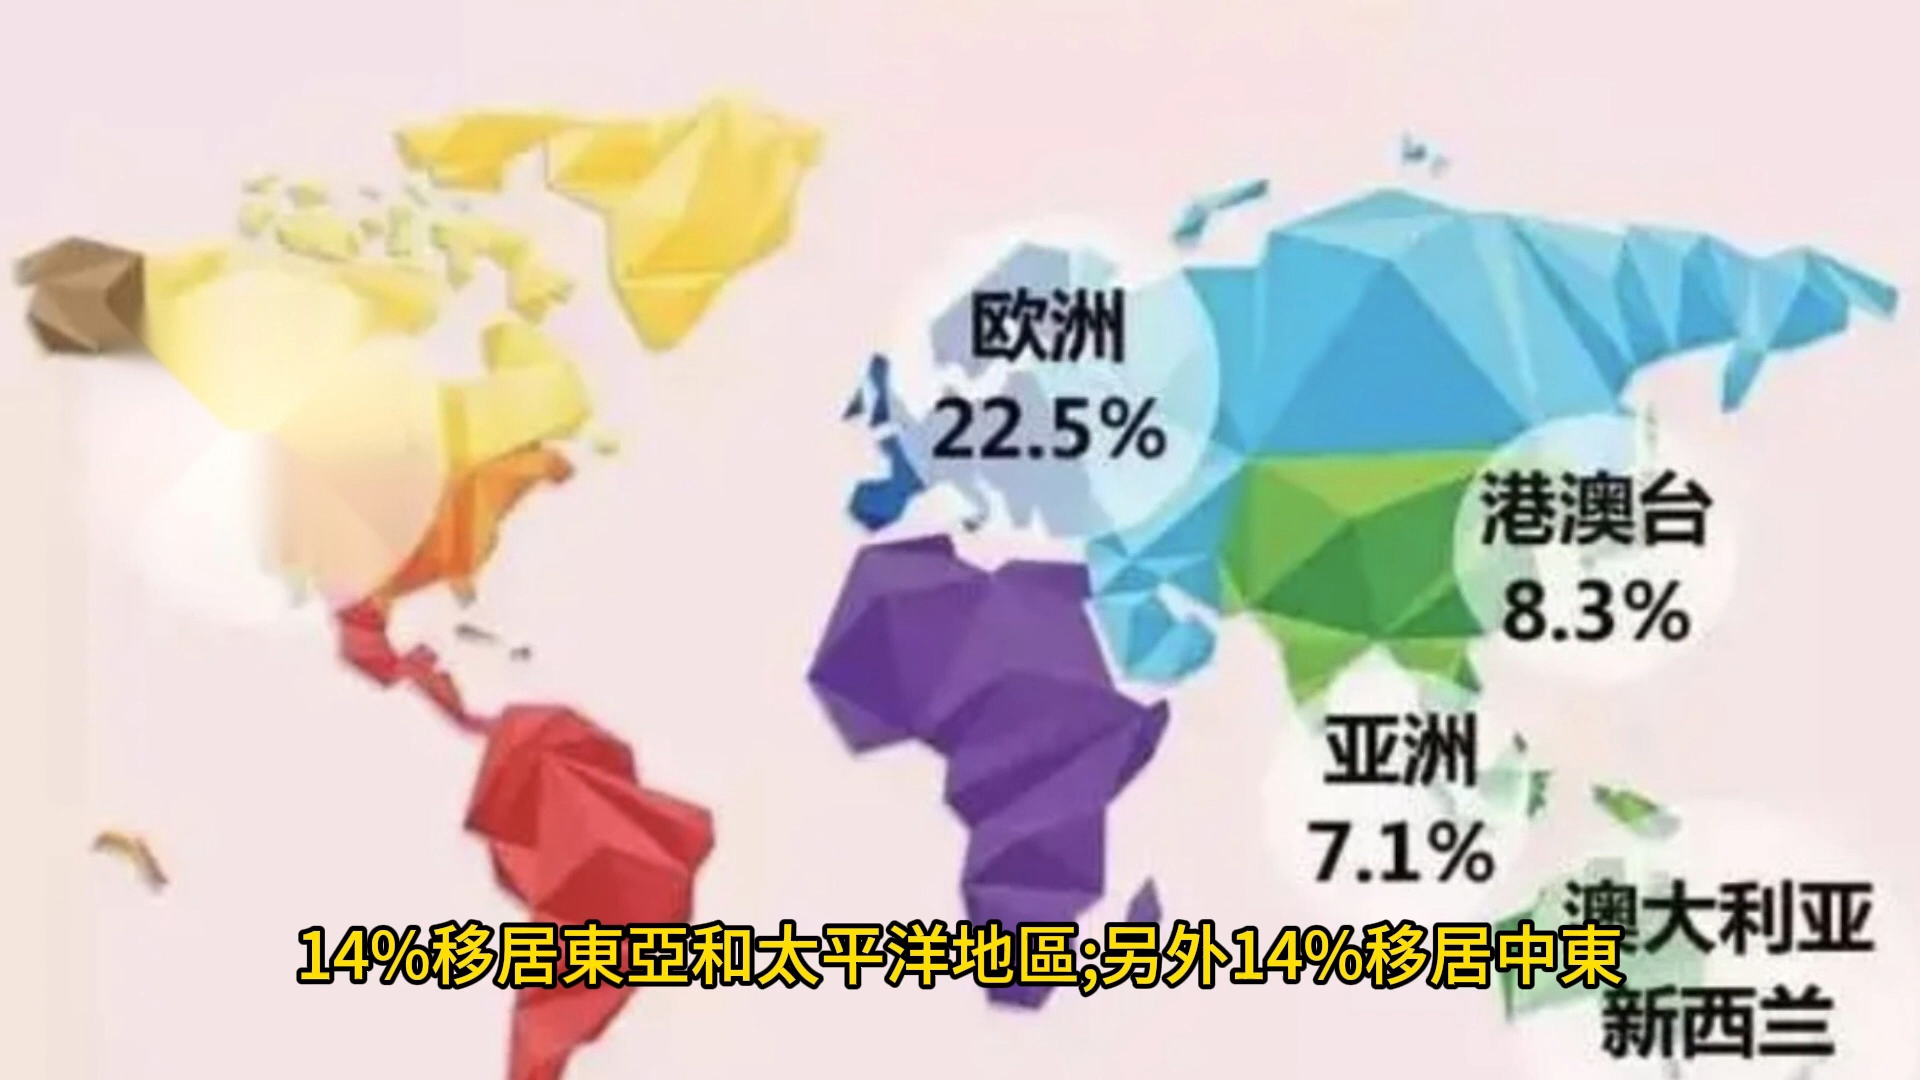 欧洲
22.5%
港澳台
8.3%
亚洲
7.1%
澳大利亚
新西兰
14%移居東亞和太平洋地區;另外14%移居中東